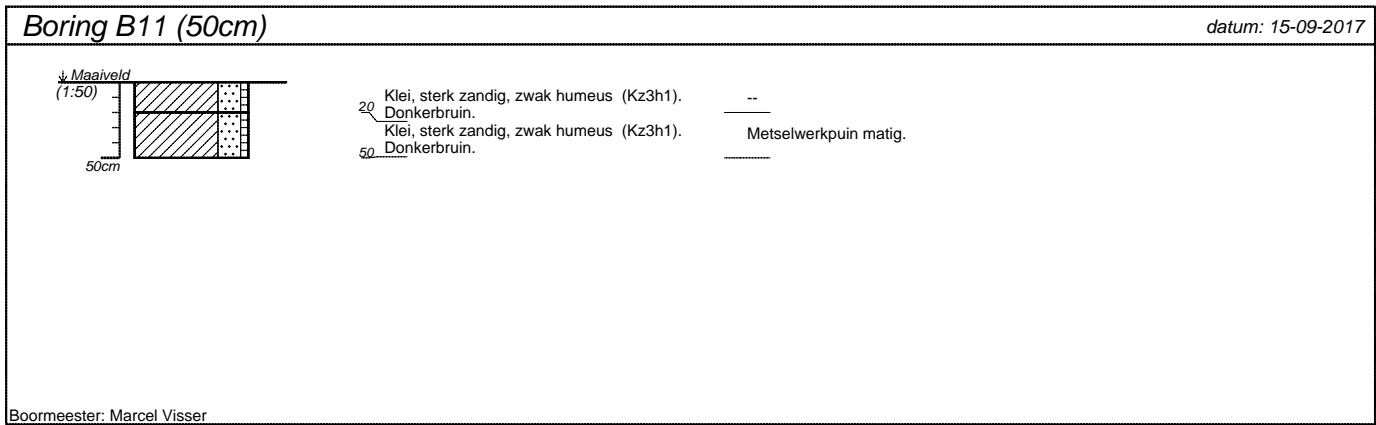 Boring B11 (50cm)
datum: 15-09-2017
Maaiveld
(1:50)
50cm
Klei, sterk zandig, zwak humeus (Kz3h1).
20 Donkerbruin.
--
Klei, sterk zandig, zwak humeus (Kz3h1).
50 Donkerbruin.
Metselwerkpuin matig.
Boormeester: Marcel Visser